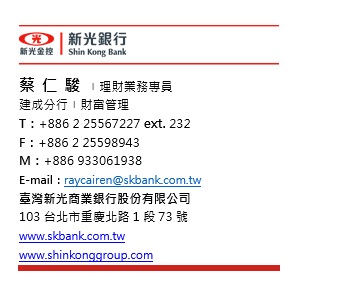 新光金控 新光銀行
Shin Kong Bank
蔡 仁 駿 | 理財業務專員
建成分行 | 財富管理
T：+886 2 25567227 ext. 232
F：+886 2 25598943
M：+886 933061938
E-mail：raycairen@skbank.com.tw
臺灣新光商業銀行股份有限公司
103 台北市重慶北路 1 段 73 號
www.skbank.com.tw
www.shinkonggroup.com